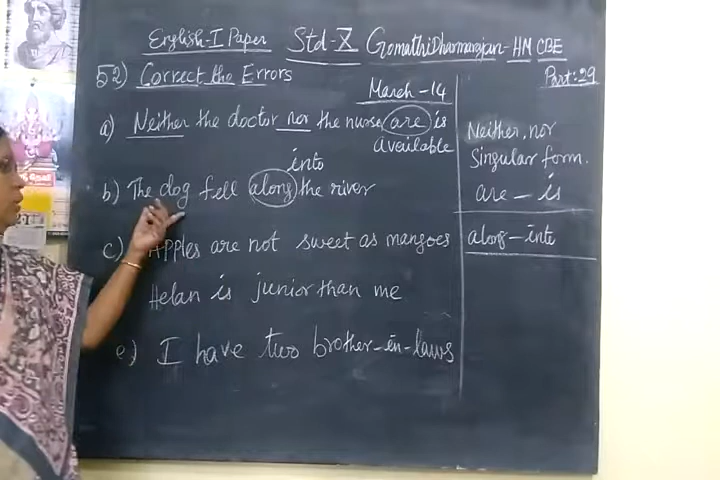 English-I Paper Std-X Gomathi Dharmarajan-HM CBE
52) Correct the Errors Part:29
March-14
a) Neither the doctor nor the nurse are is
available
into
b) The dog fell along the river
c) Apples are not sweet as mangoes
Helan is junior than me
e) I have two brother-in-laws
Neither, nor
Singular form.
are - is
along - into